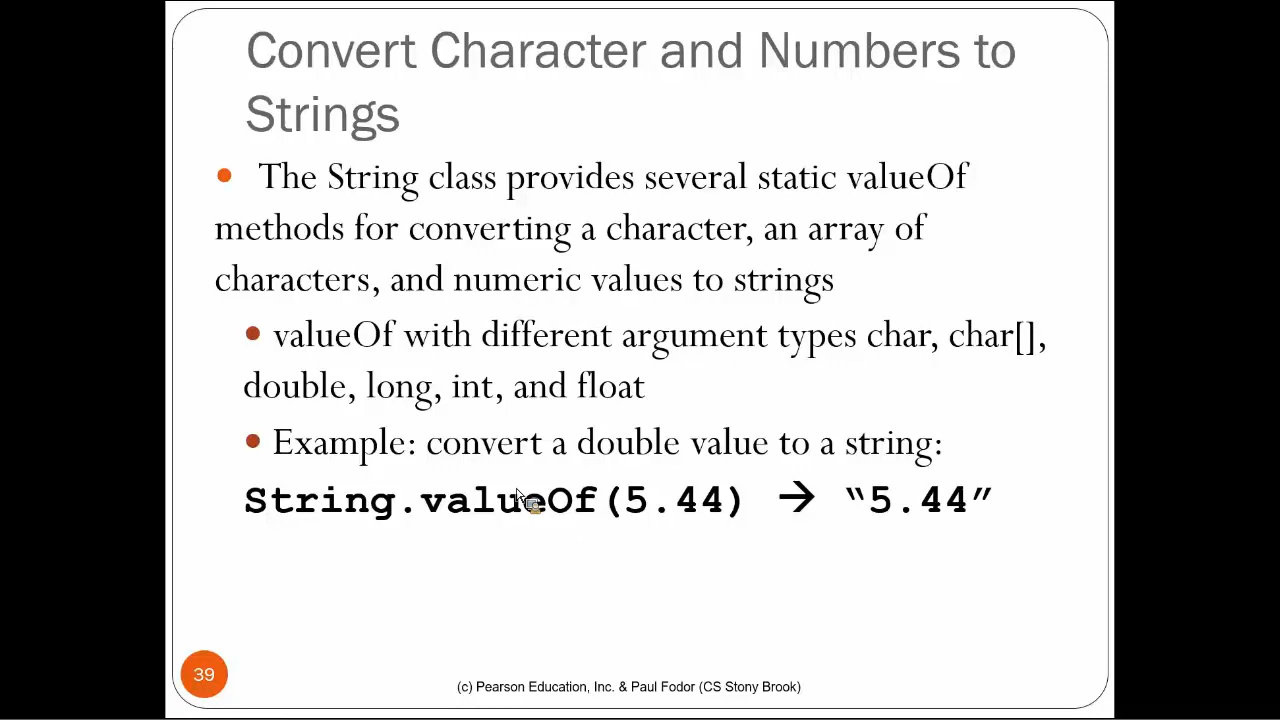 Convert Character and Numbers to
Strings
• The String class provides several static valueOf
methods for converting a character, an array of
characters, and numeric values to strings
• valueOf with different argument types char, char[],
double, long, int, and float
• Example: convert a double value to a string:
String.valueOf(5.44) → “5.44”
39
(c) Pearson Education, Inc. & Paul Fodor (CS Stony Brook)